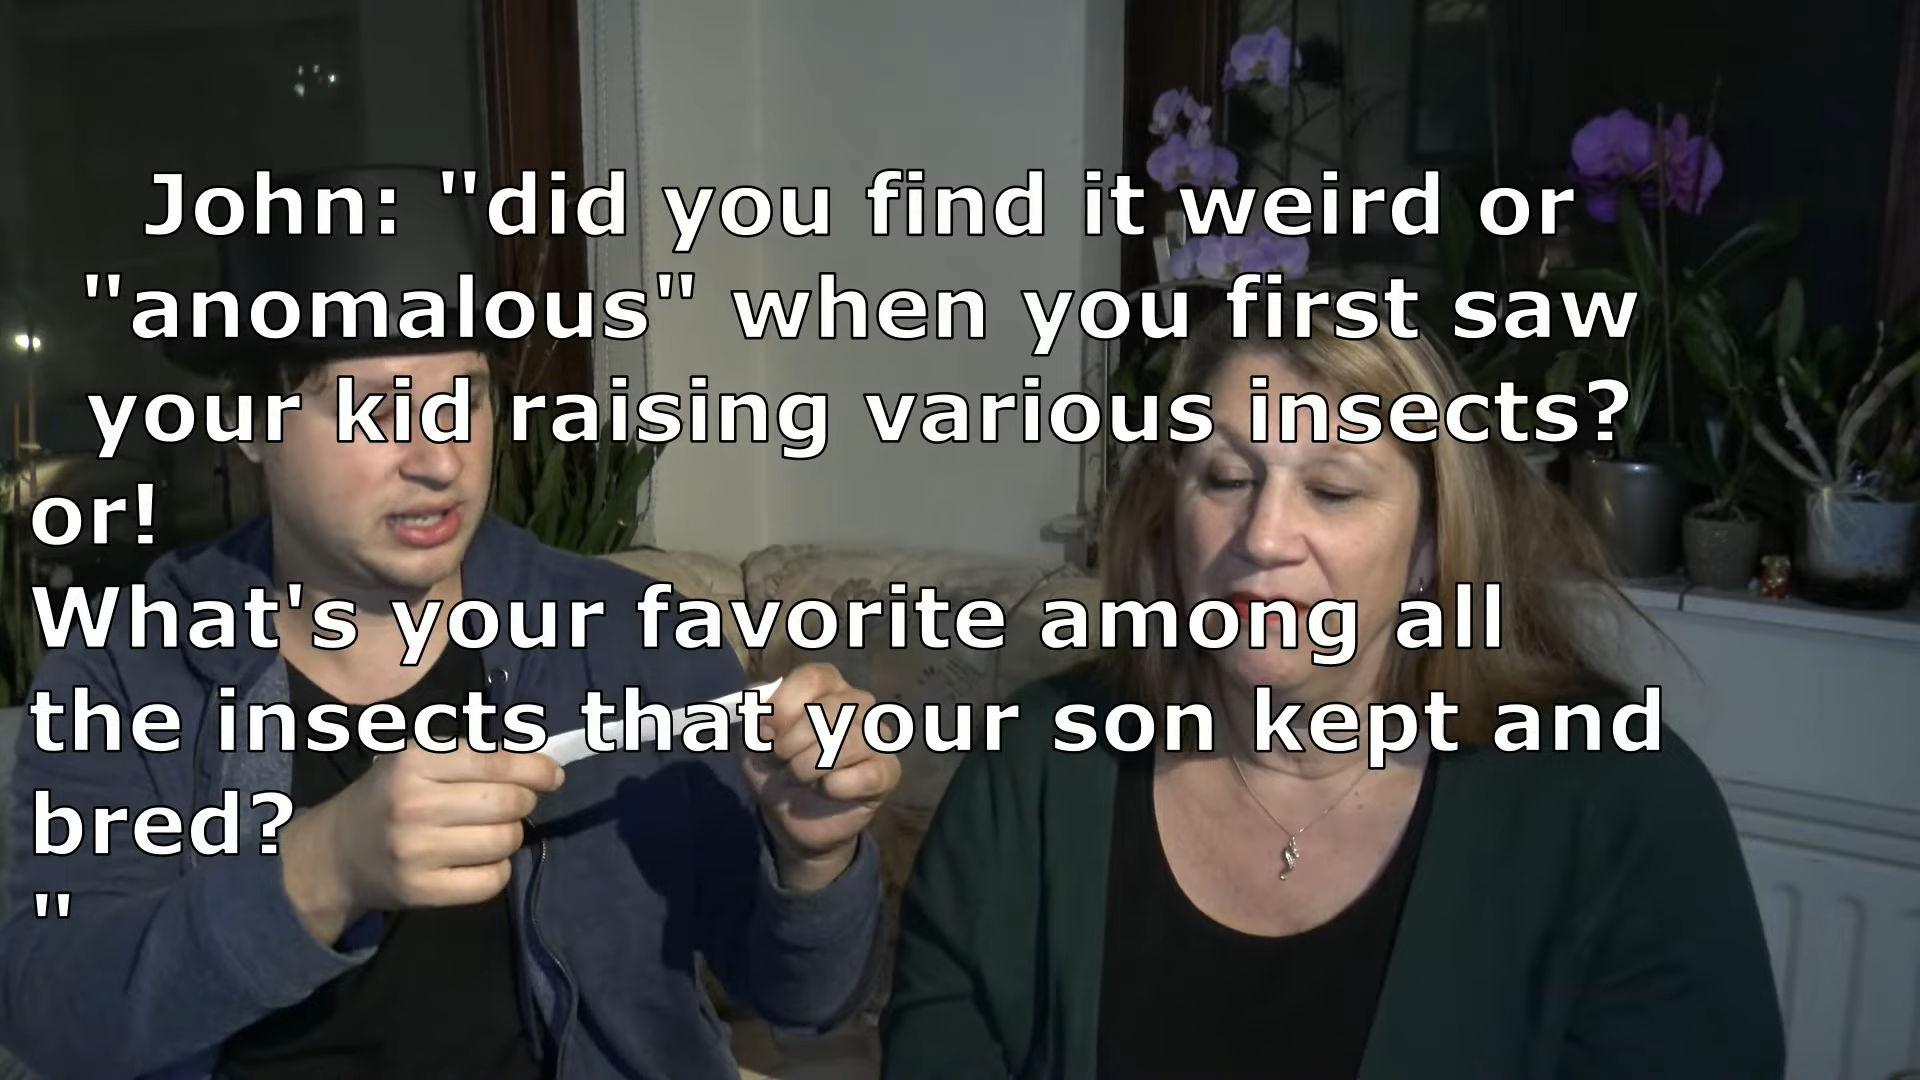 John: "did you find it weird or
"anomalous" when you first saw
your kid raising various insects?
or!
What's your favorite among all
the insects that your son kept and
bred?
"